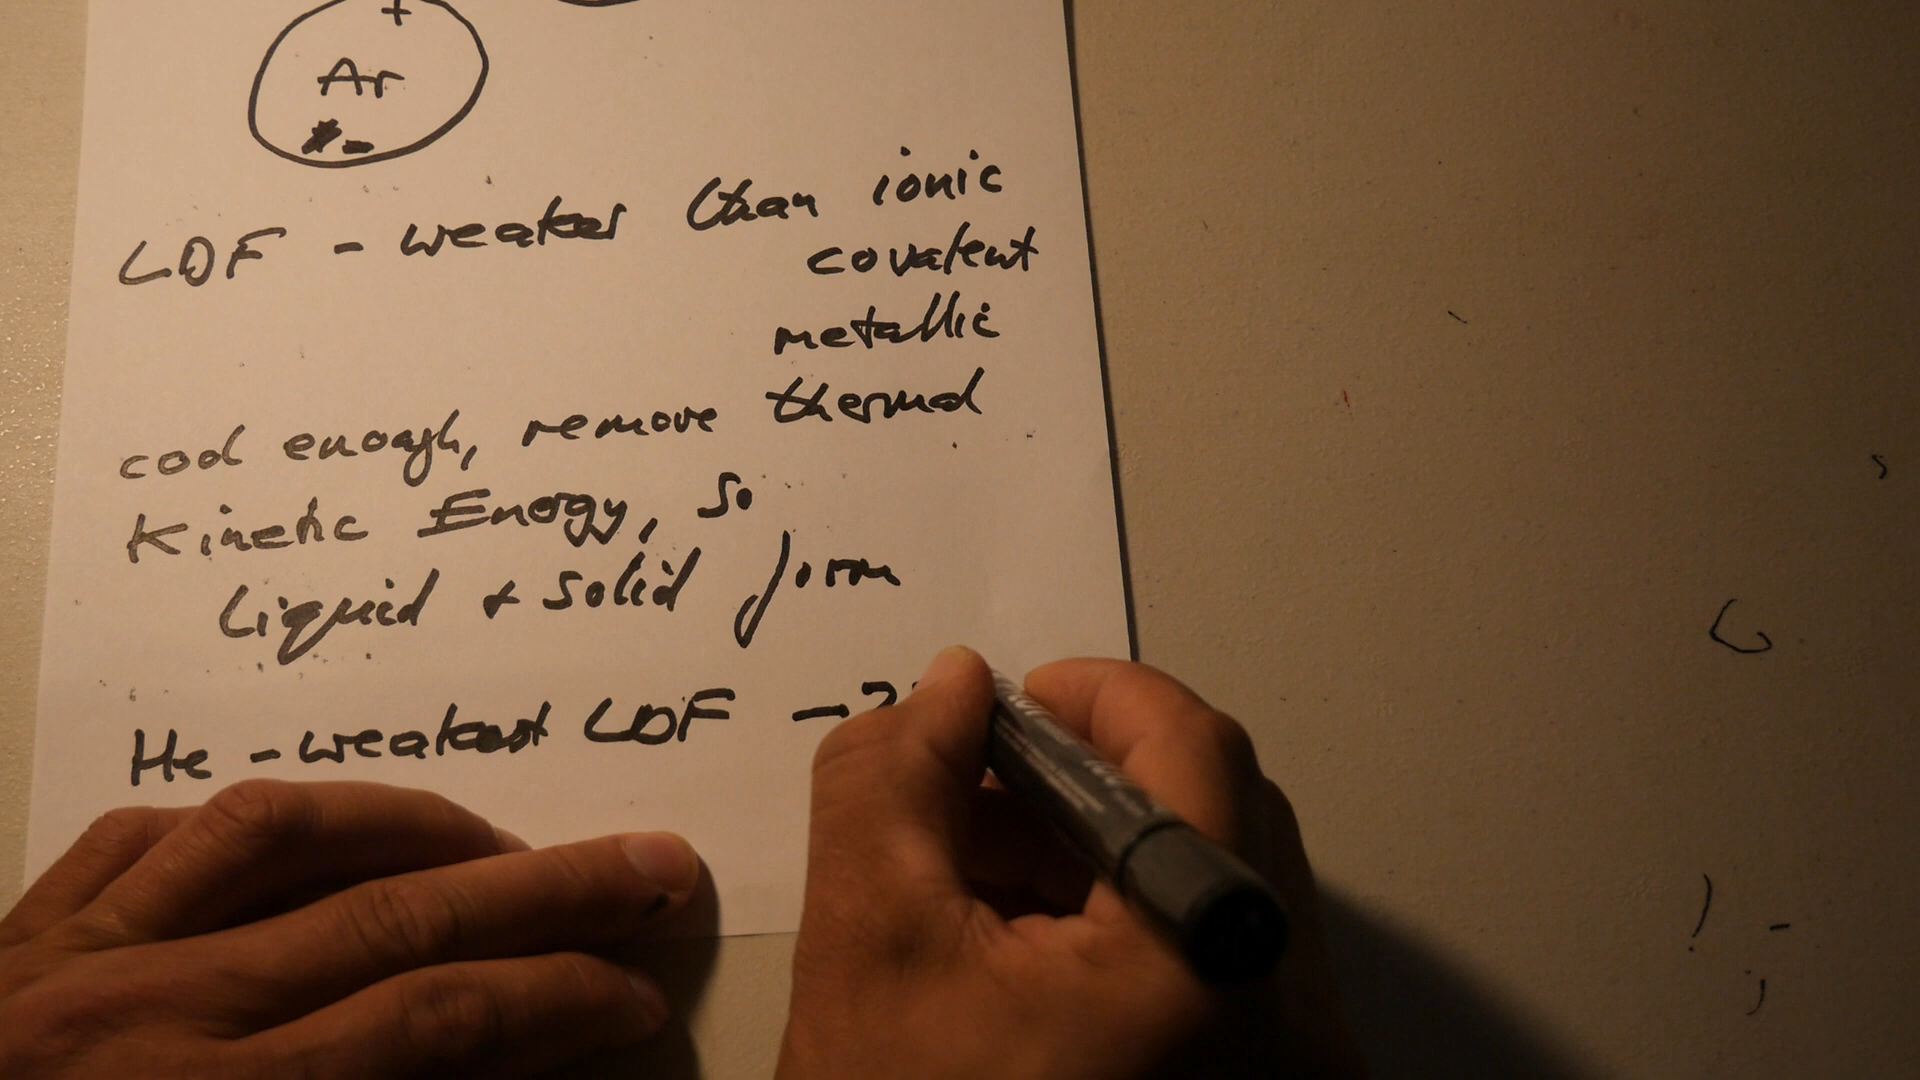 +
Ar
-
LDF - weaker than ionic
covalent
metallic
cool enough, remove thermal
Kinetic Energy, so
Liquid + solid form
He - weakest LDF - 2